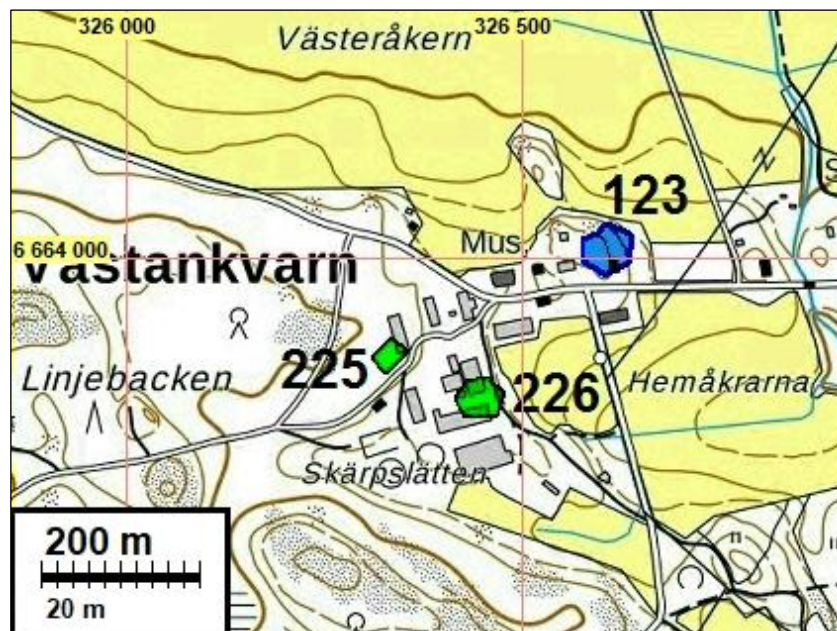 326 000
326 500
Västeråkern
123
Mus.
6 664 000
Västankvarn
225
Linjebacken
226
Hemåkrarna
Skärpslätten
200 m
20 m